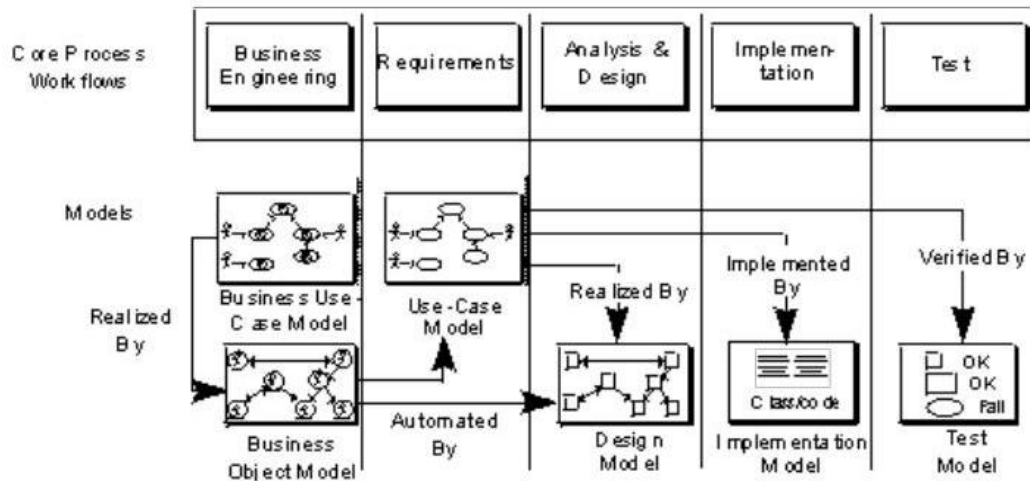 Core Process
Workflows
Business
Engineering
Requirements
Analysis &
Design
Implemen-
tation
Test
Models
Business Use-
Case Model
Use-Case
Model
Realized
By
Realized By
Implemented
By
Verified By
Automated
By
Business
Object Model
Design
Model
Class/code
Implementation
Model
OK
OK
Fail
Test
Model